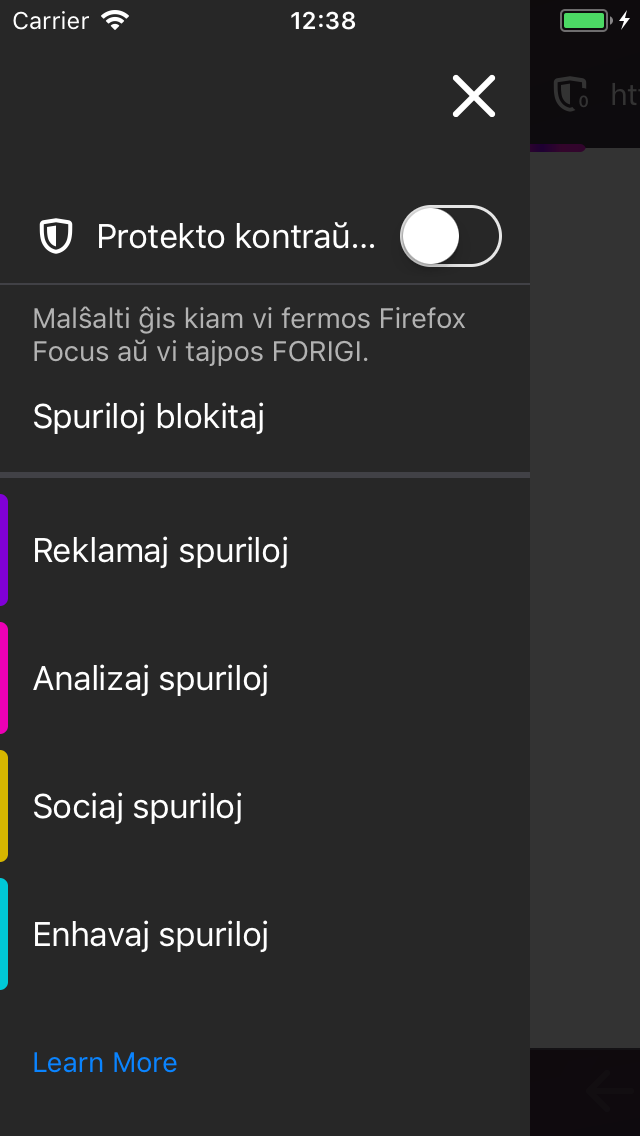 Carrier 12:38
0 ht
Protekto kontraŭ...
Malŝalti ĝis kiam vi fermos Firefox
Focus aŭ vi tajpos FORIGI.
Spuriloj blokitaj
Reklamaj spuriloj
Analizaj spuriloj
Sociaj spuriloj
Enhavaj spuriloj
Learn More